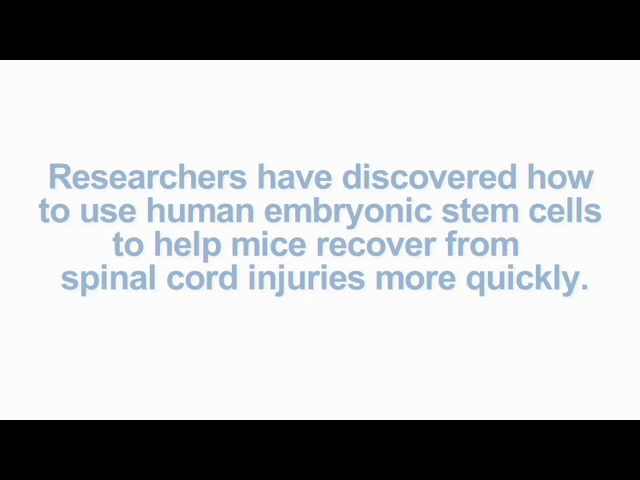 Researchers have discovered how
to use human embryonic stem cells
to help mice recover from
spinal cord injuries more quickly.